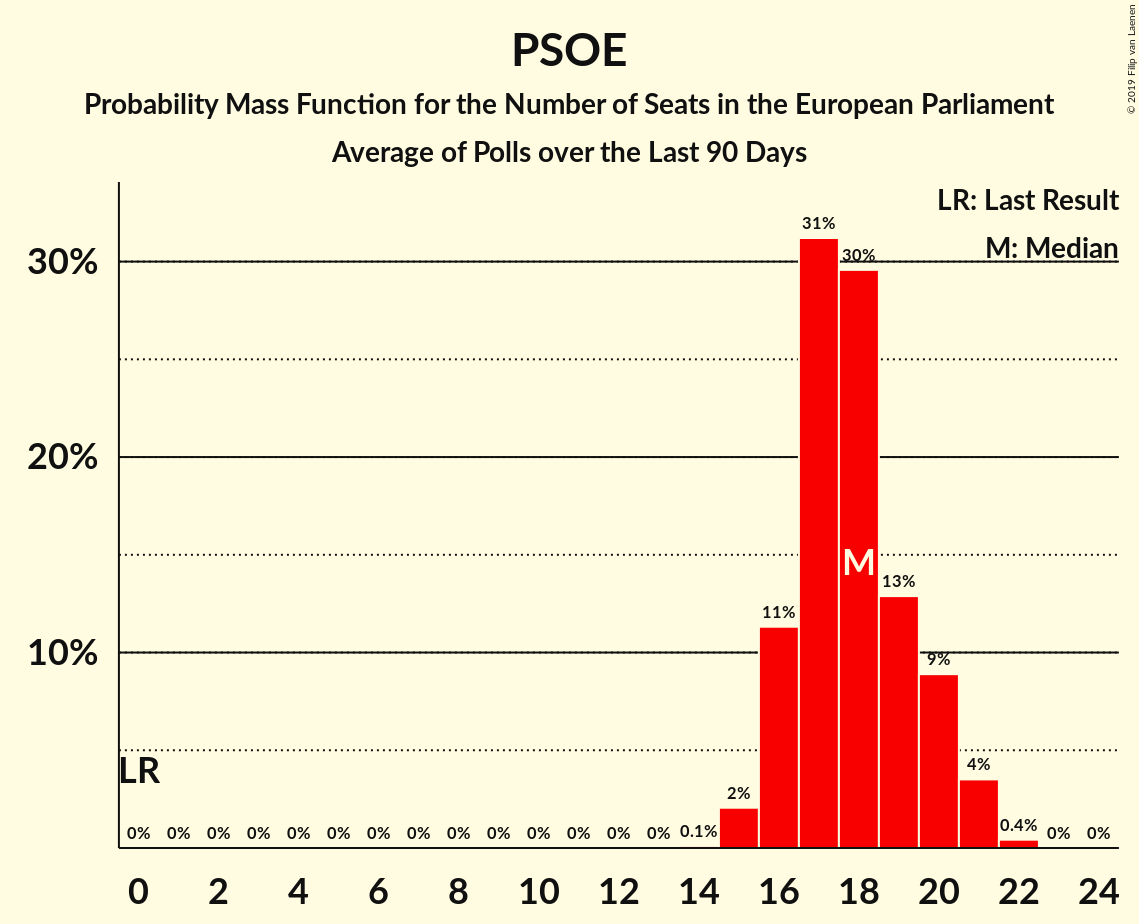 PSOE
Probability Mass Function for the Number of Seats in the European Parliament
Average of Polls over the Last 90 Days
© 2019 Filip van Laenen
LR: Last Result
M: Median
30%
20%
10%
31%
30%
M
13%
11%
9%
4%
2%
0.4%
0.1%
LR
0% 0% 0% 0% 0% 0% 0% 0% 0% 0% 0% 0% 0% 0% 0% 0%
0 2 4 6 8 10 12 14 16 18 20 22 24